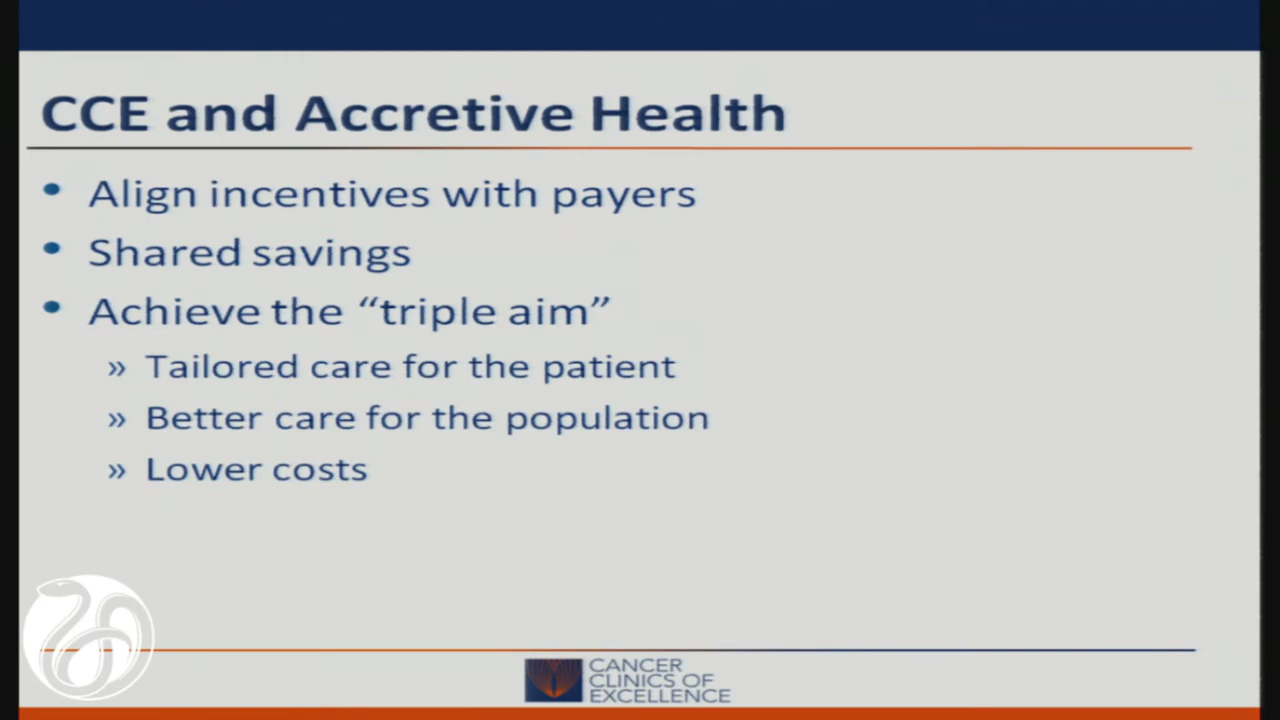 CCE and Accretive Health
• Align incentives with payers
• Shared savings
• Achieve the “triple aim”
» Tailored care for the patient
» Better care for the population
» Lower costs
CANCER
CLINICS OF
EXCELLENCE